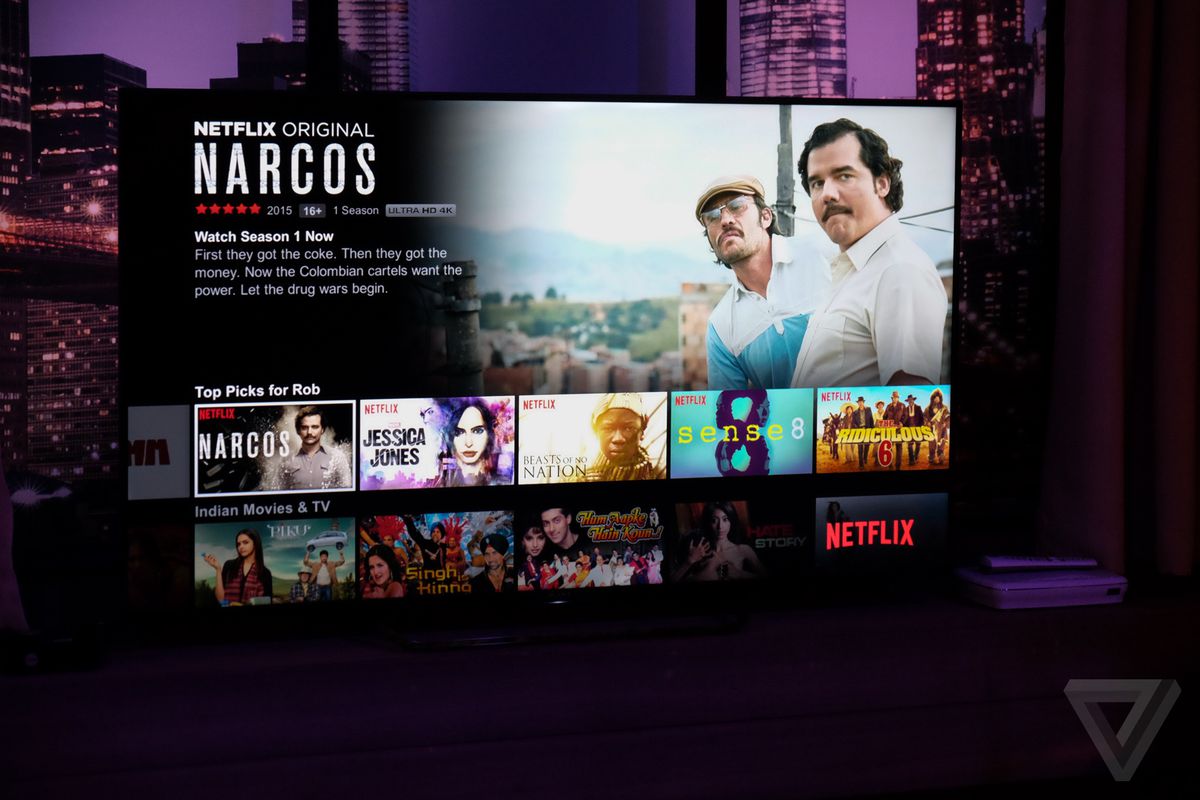 NETFLIX ORIGINAL
NARCOS
2015 16+ 1 Season ULTRA HD 4K
Watch Season 1 Now
First they got the coke. Then they got the
money. Now the Colombian cartels want the
power. Let the drug wars begin.
Top Picks for Rob
NETFLIX
NARCOS
NETFLIX
JESSICA
JONES
NETFLIX
BEASTS OF NO
NATION
NETFLIX
sense8
NETFLIX
THE
RIDICULOUS
6
Indian Movies & TV
PIKU
Singh is
Kinng
Hum Aapke
Hain Koun..!
HATE
STORY
NETFLIX